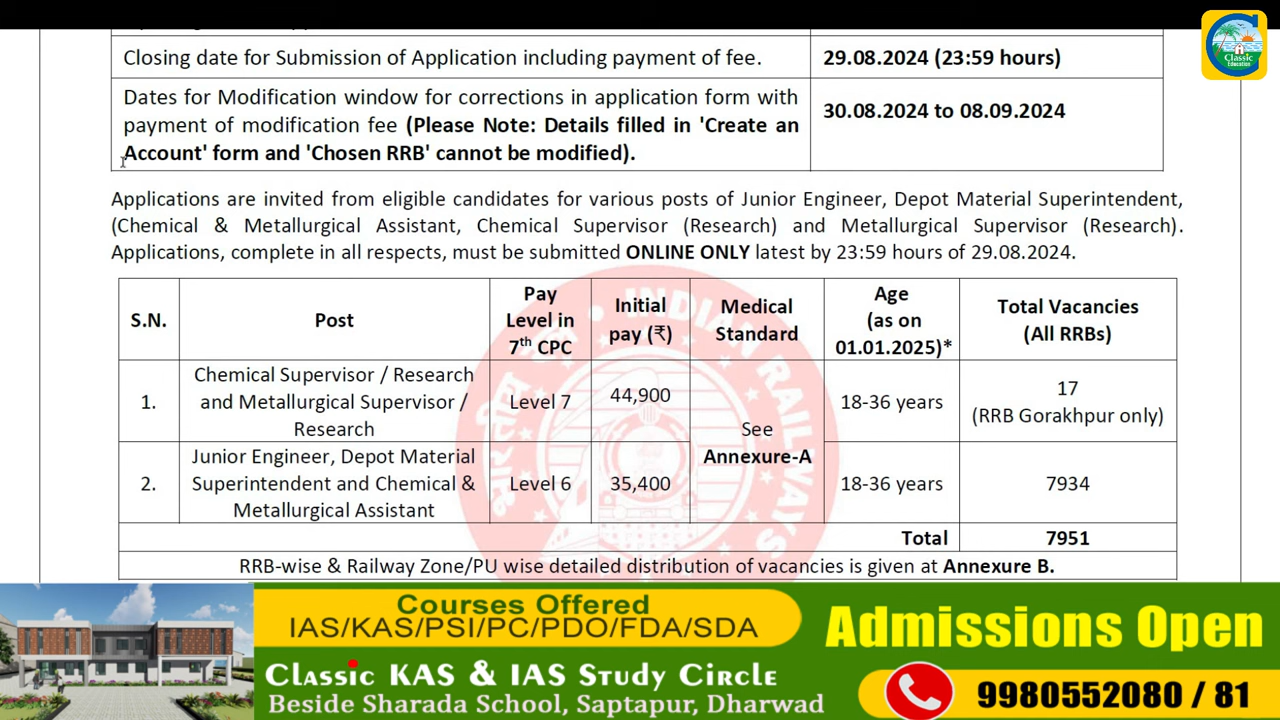 Classic
Education
Closing date for Submission of Application including payment of fee.
29.08.2024 (23:59 hours)
Dates for Modification window for corrections in application form with
payment of modification fee (Please Note: Details filled in 'Create an
Account' form and 'Chosen RRB' cannot be modified).
30.08.2024 to 08.09.2024
Applications are invited from eligible candidates for various posts of Junior Engineer, Depot Material Superintendent,
(Chemical & Metallurgical Assistant, Chemical Supervisor (Research) and Metallurgical Supervisor (Research).
Applications, complete in all respects, must be submitted ONLINE ONLY latest by 23:59 hours of 29.08.2024.
S.N.
Post
Pay
Level in
7th CPC
Initial
pay (₹)
Medical
Standard
Age
(as on
01.01.2025)*
Total Vacancies
(All RRBs)
1.
Chemical Supervisor / Research
and Metallurgical Supervisor /
Research
Level 7
44,900
See
Annexure-A
18-36 years
17
(RRB Gorakhpur only)
2.
Junior Engineer, Depot Material
Superintendent and Chemical &
Metallurgical Assistant
Level 6
35,400
18-36 years
7934
Total
7951
RRB-wise & Railway Zone/PU wise detailed distribution of vacancies is given at Annexure B.
INDIAN RAILWAYS
Courses Offered
IAS/KAS/PSI/PC/PDO/FDA/SDA
Classic KAS & IAS Study Circle
Beside Sharada School, Saptapur, Dharwad
Admissions Open
9980552080 / 81